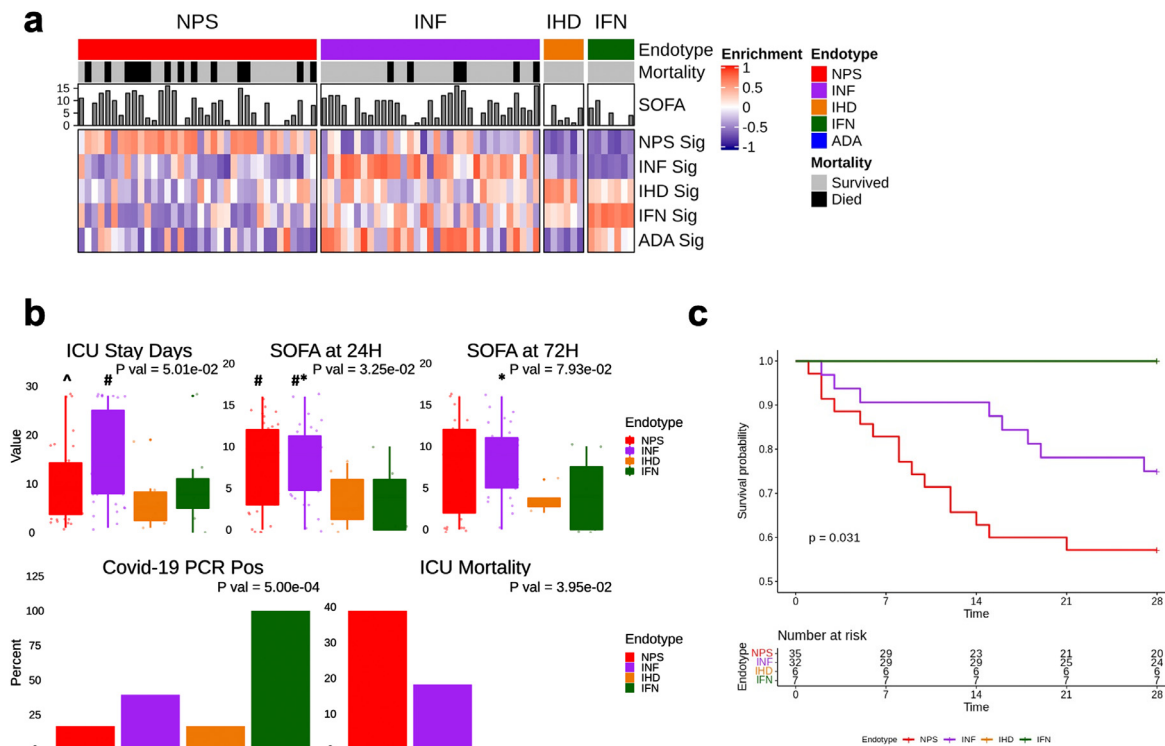 a
NPS INF IHD IFN
Endotype
Mortality
SOFA
15
10
5
0
NPS Sig
INF Sig
IHD Sig
IFN Sig
ADA Sig
Enrichment
1
0.5
0
-0.5
-1
Endotype
NPS
INF
IHD
IFN
ADA
Mortality
Survived
Died
b
ICU Stay Days
P val = 5.01e-02
^ #
30
20
10
0
Value
SOFA at 24H
P val = 3.25e-02
# #*
20
15
10
5
0
SOFA at 72H
P val = 7.93e-02
*
20
15
10
5
0
Endotype
NPS
INF
IHD
IFN
Covid-19 PCR Pos
P val = 5.00e-04
125
100
75
50
25
Percent
ICU Mortality
P val = 3.95e-02
40
30
20
10
Endotype
NPS
INF
IHD
IFN
c
1.0
0.9
0.8
0.7
0.6
0.5
Survival probability
p = 0.031
0 7 14 21 28
Time
Number at risk
Endotype
NPS 35 29 23 21 20
INF 32 29 29 25 24
IHD 6 6 6 6 6
IFN 7 7 7 7 7
0 7 14 21 28
Time
Endotype NPS INF IHD IFN